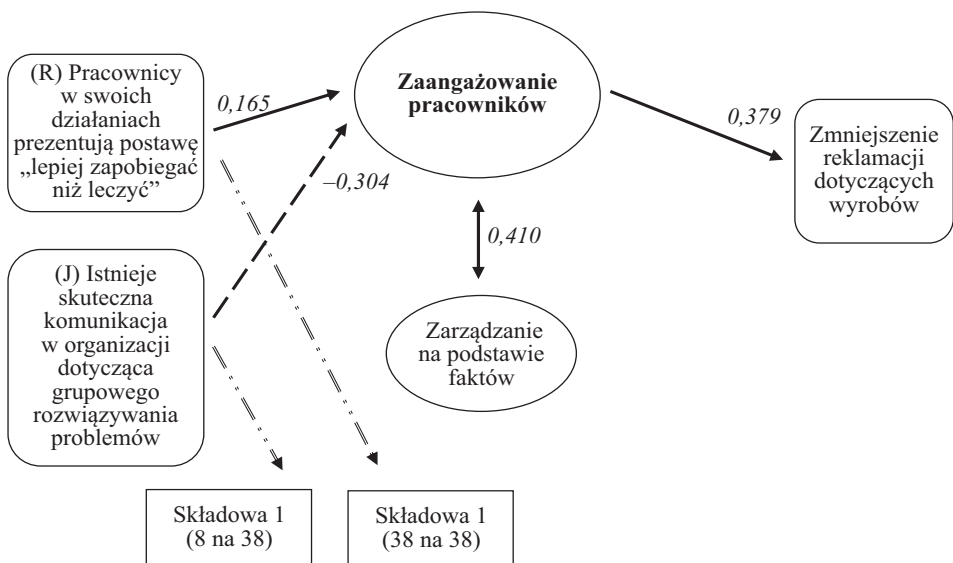 (R) Pracownicy
w swoich
działaniach
prezentują postawę
„lepiej zapobiegać
niż leczyć”
0,165
Zaangażowanie
pracowników
0,379
Zmniejszenie
reklamacji
dotyczących
wyrobów
–0,304
0,410
(J) Istnieje
skuteczna
komunikacja
w organizacji
dotycząca
grupowego
rozwiązywania
problemów
Zarządzanie
na podstawie
faktów
Składowa 1
(8 na 38)
Składowa 1
(38 na 38)